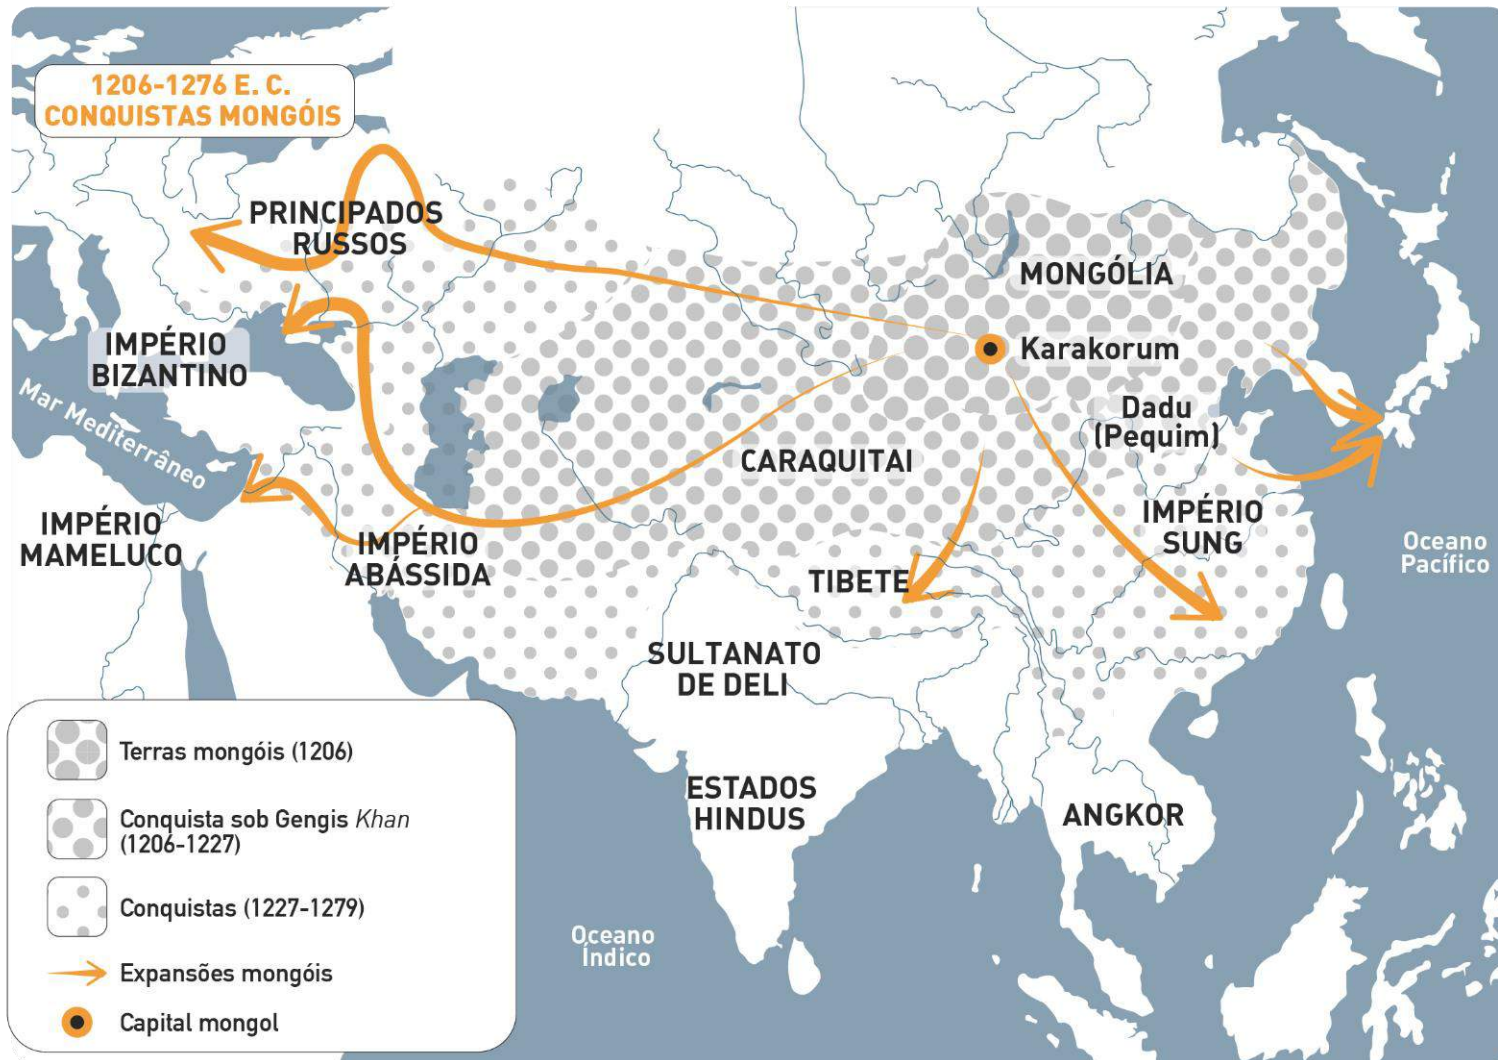 1206-1276 E. C.
CONQUISTAS MONGÓIS
PRINCIPADOS
RUSSOS
MONGÓLIA
Karakorum
IMPÉRIO
BIZANTINO
Mar Mediterrâneo
Dadu
(Pequim)
CARAQUITAI
IMPÉRIO
MAMELUCO
IMPÉRIO
ABÁSSIDA
IMPÉRIO
SUNG
TIBETE
Oceano
Pacífico
SULTANATO
DE DELI
ESTADOS
HINDUS
ANGKOR
Oceano
Índico
Terras mongóis (1206)
Conquista sob Gengis Khan
(1206-1227)
Conquistas (1227-1279)
Expansões mongóis
Capital mongol